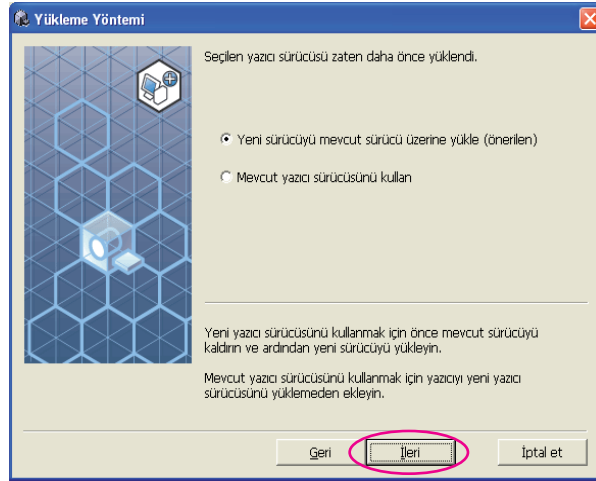 Yükleme Yöntemi
Seçilen yazıcı sürücüsü zaten daha önce yüklendi.
Yeni sürücüyü mevcut sürücü üzerine yükle (önerilen)
Mevcut yazıcı sürücüsünü kullan
Yeni yazıcı sürücüsünü kullanmak için önce mevcut sürücüyü
kaldırın ve ardından yeni sürücüyü yükleyin.
Mevcut yazıcı sürücüsünü kullanmak için yazıcıyı yeni yazıcı
sürücüsünü yüklemeden ekleyin.
Geri İleri İptal et